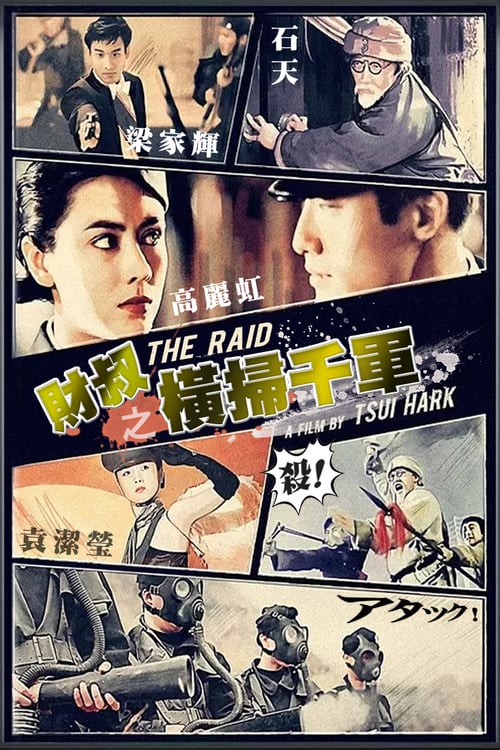 石天
梁家輝
高麗虹
THE RAID
財叔
之
橫掃千軍
A FILM BY TSUI HARK
殺!
袁潔瑩
アタック!